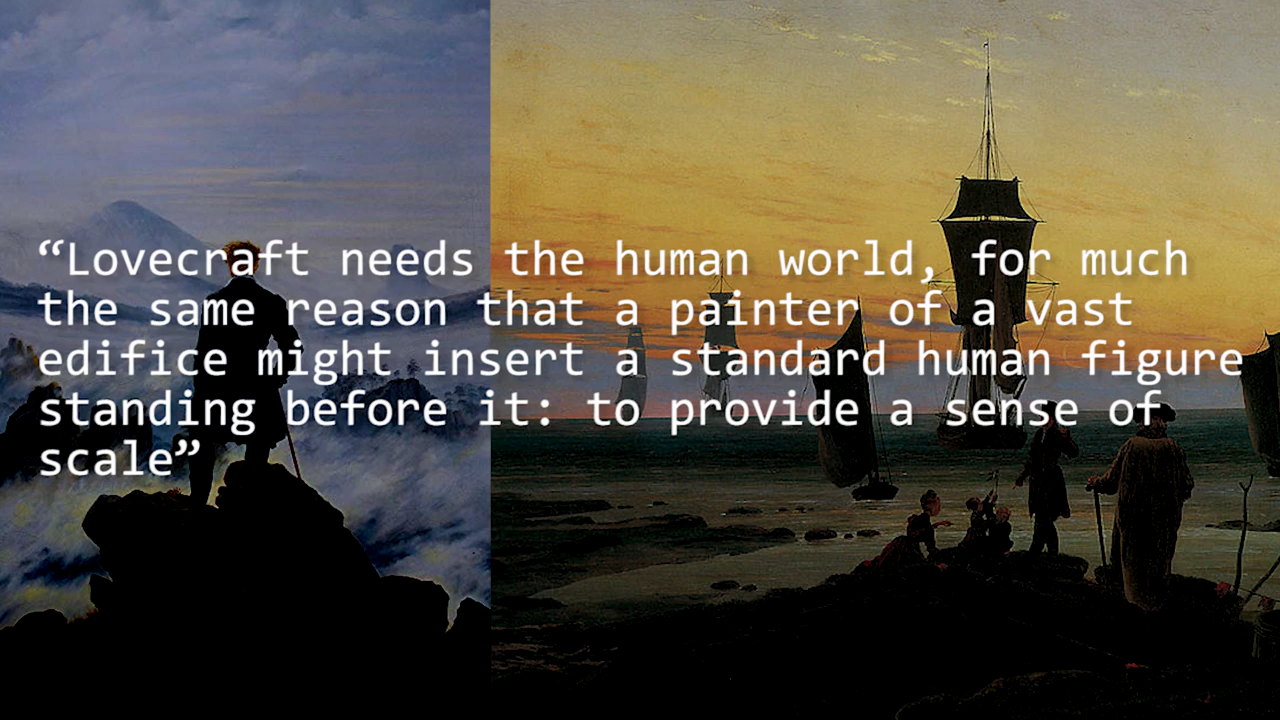 “Lovecraft needs the human world, for much
the same reason that a painter of a vast
edifice might insert a standard human figure
standing before it: to provide a sense of
scale”